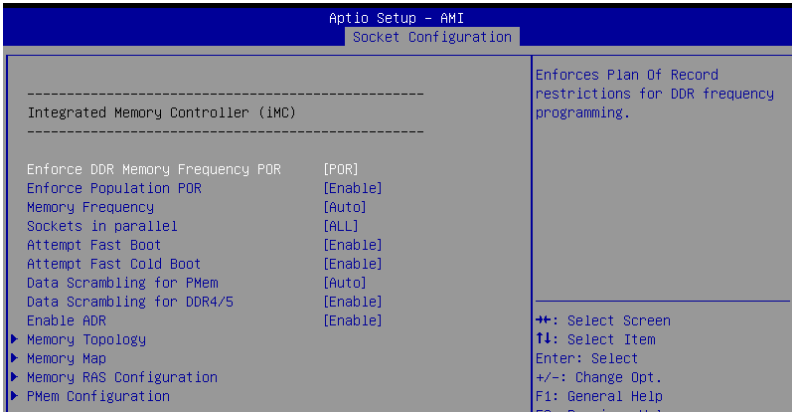 Aptio Setup – AMI
Socket Configuration
------------------------------------------------
Integrated Memory Controller (iMC)
------------------------------------------------
Enforce DDR Memory Frequency POR [POR]
Enforce Population POR [Enable]
Memory Frequency [Auto]
Sockets in parallel [ALL]
Attempt Fast Boot [Enable]
Attempt Fast Cold Boot [Enable]
Data Scrambling for PMem [Auto]
Data Scrambling for DDR4/5 [Enable]
Enable ADR [Enable]
Memory Topology
Memory Map
Memory RAS Configuration
PMem Configuration
Enforces Plan Of Record
restrictions for DDR frequency
programming.
→←: Select Screen
↑↓: Select Item
Enter: Select
+/-: Change Opt.
F1: General Help